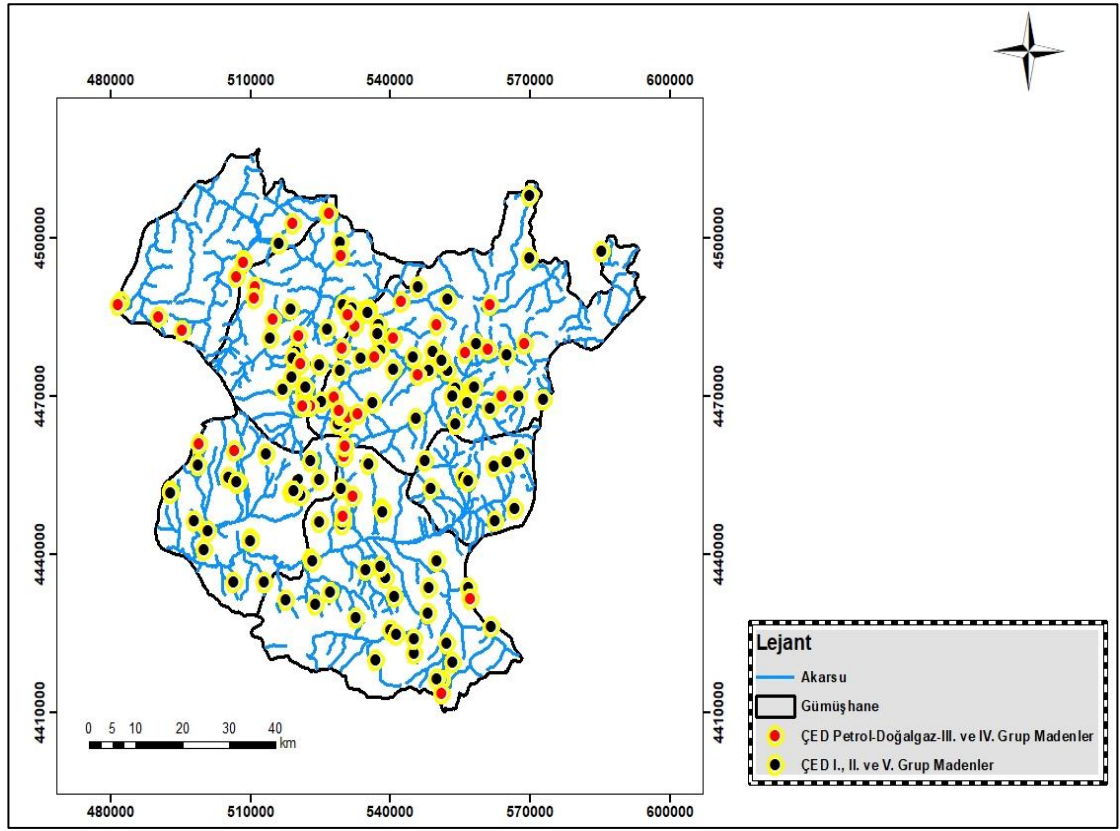 480000 510000 540000 570000 600000
4500000 4500000
4470000 4470000
4440000 4440000
4410000 4410000
0 5 10 20 30 40
km
480000 510000 540000 570000 600000
Lejant
Akarsu
Gümüşhane
ÇED Petrol-Doğalgaz-III. ve IV. Grup Madenler
ÇED I., II. ve V. Grup Madenler